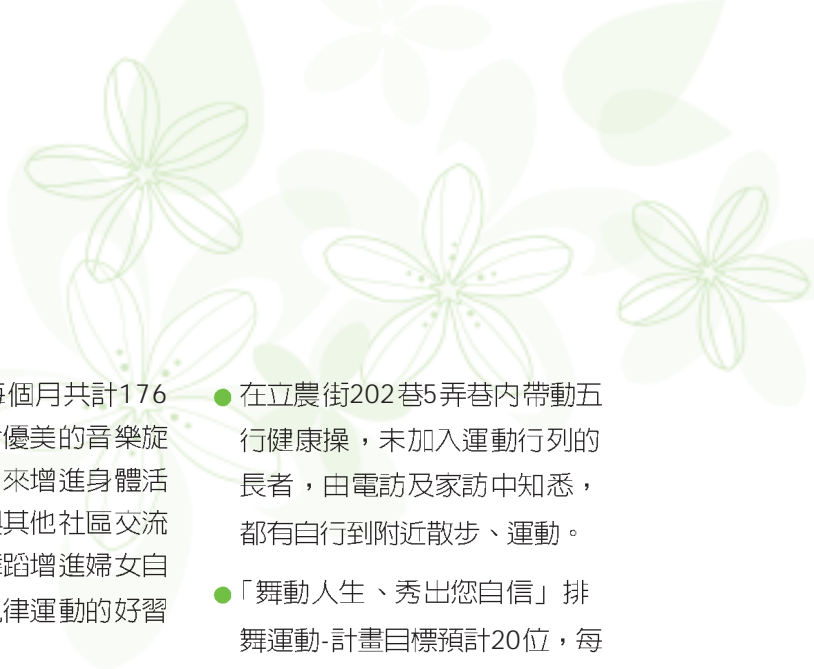 個月共計176
優美的音樂旋
來增進身體活
其他社區交流
蹈增進婦女自
律運動的好習
● 在立農街202巷5弄巷內帶動五
行健康操，未加入運動行列的
長者，由電訪及家訪中知悉，
都有自行到附近散步、運動。
● 「舞動人生、秀出您自信」排
舞運動-計畫目標預計20位，每